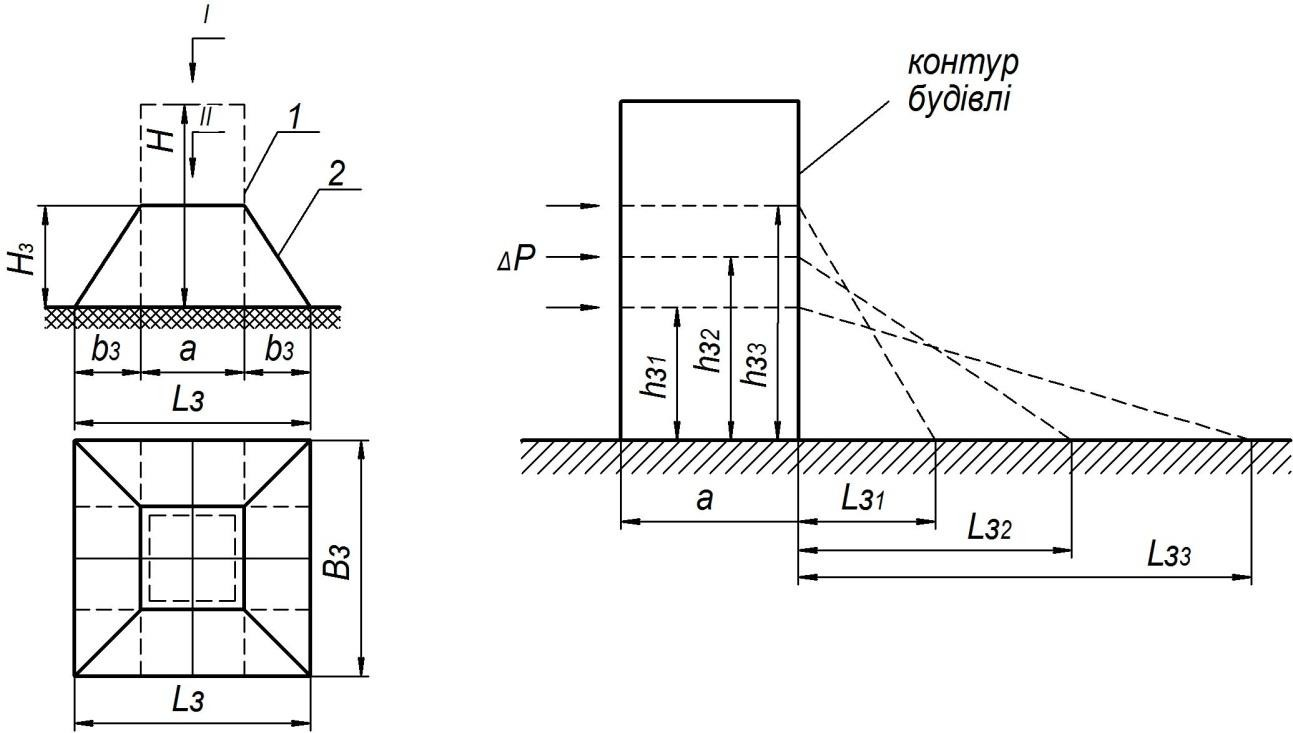 I
II
H
1
2
Hз
bз
a
bз
Lз
Bз
Lз
контур
будівлі
ΔP
hз1
hз2
hз3
a
Lз1
Lз2
Lз3